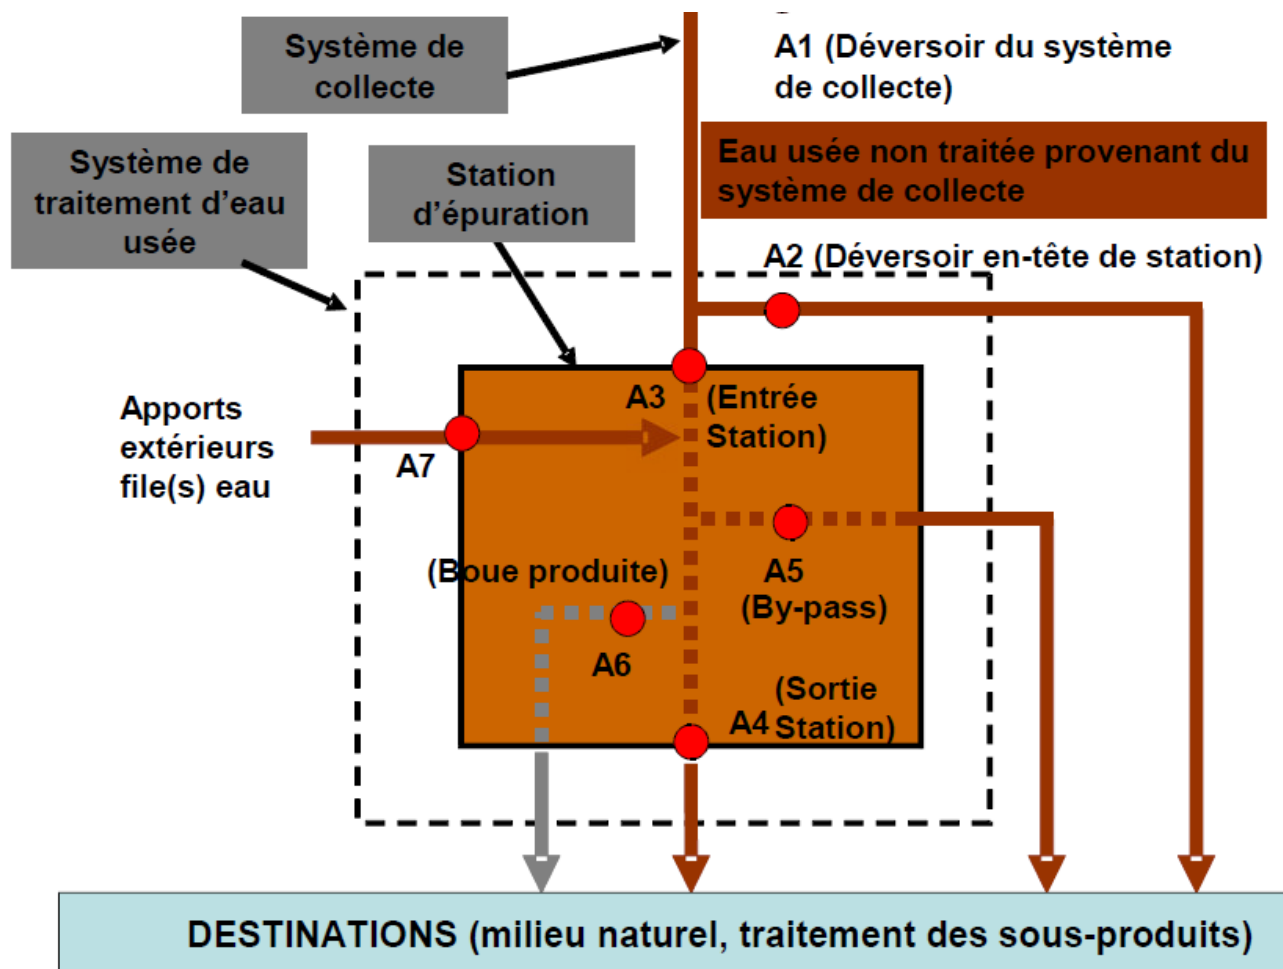 Système de
collecte
A1 (Déversoir du système
de collecte)
Système de
traitement d'eau
usée
Station
d'épuration
Eau usée non traitée provenant du
système de collecte
A2 (Déversoir en-tête de station)
Apports
extérieurs
file(s) eau
A3
(Entrée
Station)
A7
(Boue produite)
A5
(By-pass)
A6
(Sortie
Station)
A4
DESTINATIONS (milieu naturel, traitement des sous-produits)